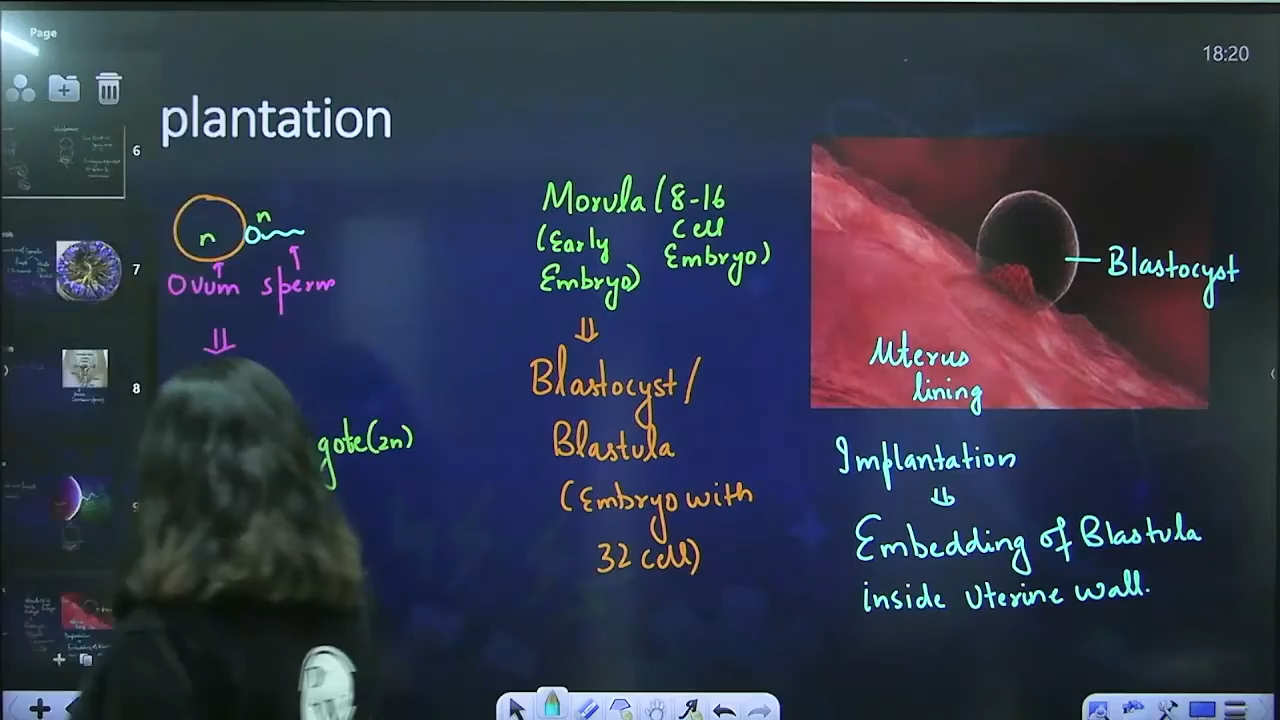 Page
18:20
plantation
6
7
8
9
n
n
Ovum sperm
gote(2n)
Morula (8-16
(Early Cell
Embryo) Embryo)
Blastocyst/
Blastula
(Embryo with
32 cell)
Blastocyst
Uterus
lining
Implantation
Embedding of Blastula
inside Uterine wall.